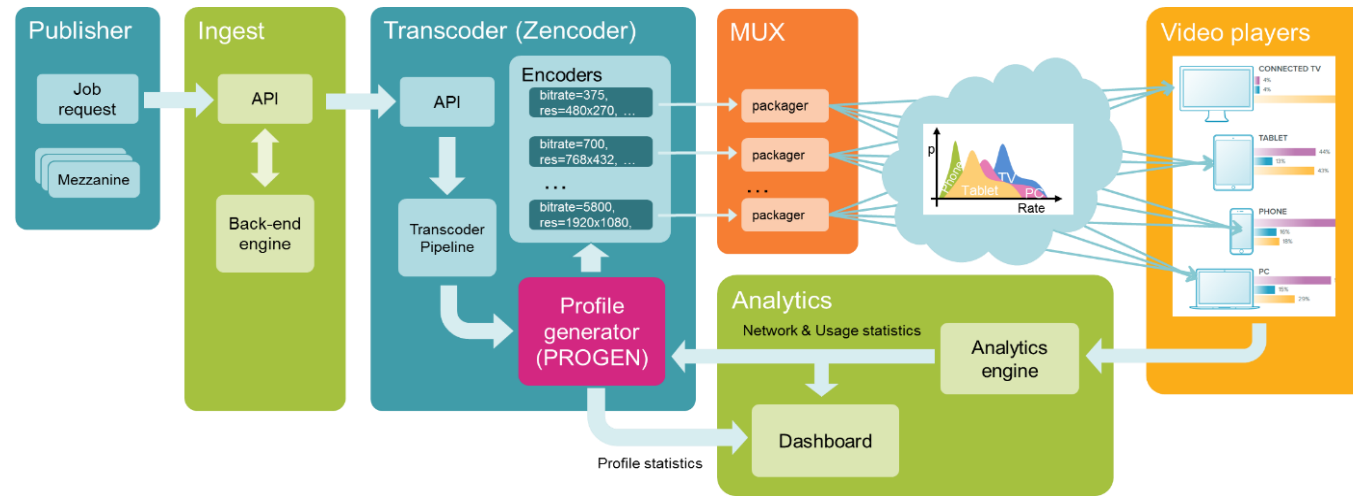 Publisher
Job
request
Mezzanine
Ingest
API
Back-end
engine
Transcoder (Zencoder)
API
Transcoder
Pipeline
Encoders
bitrate=375,
res=480x270, ...
bitrate=700,
res=768x432, ...
...
bitrate=5800,
res=1920x1080,
Profile
generator
(PROGEN)
MUX
packager
packager
...
packager
p
Phone
Tablet
TV
PC
Rate
Video players
CONNECTED TV
4%
4%
TABLET
44%
13%
43%
PHONE
16%
18%
PC
15%
29%
Analytics
Network & Usage statistics
Analytics
engine
Dashboard
Profile statistics